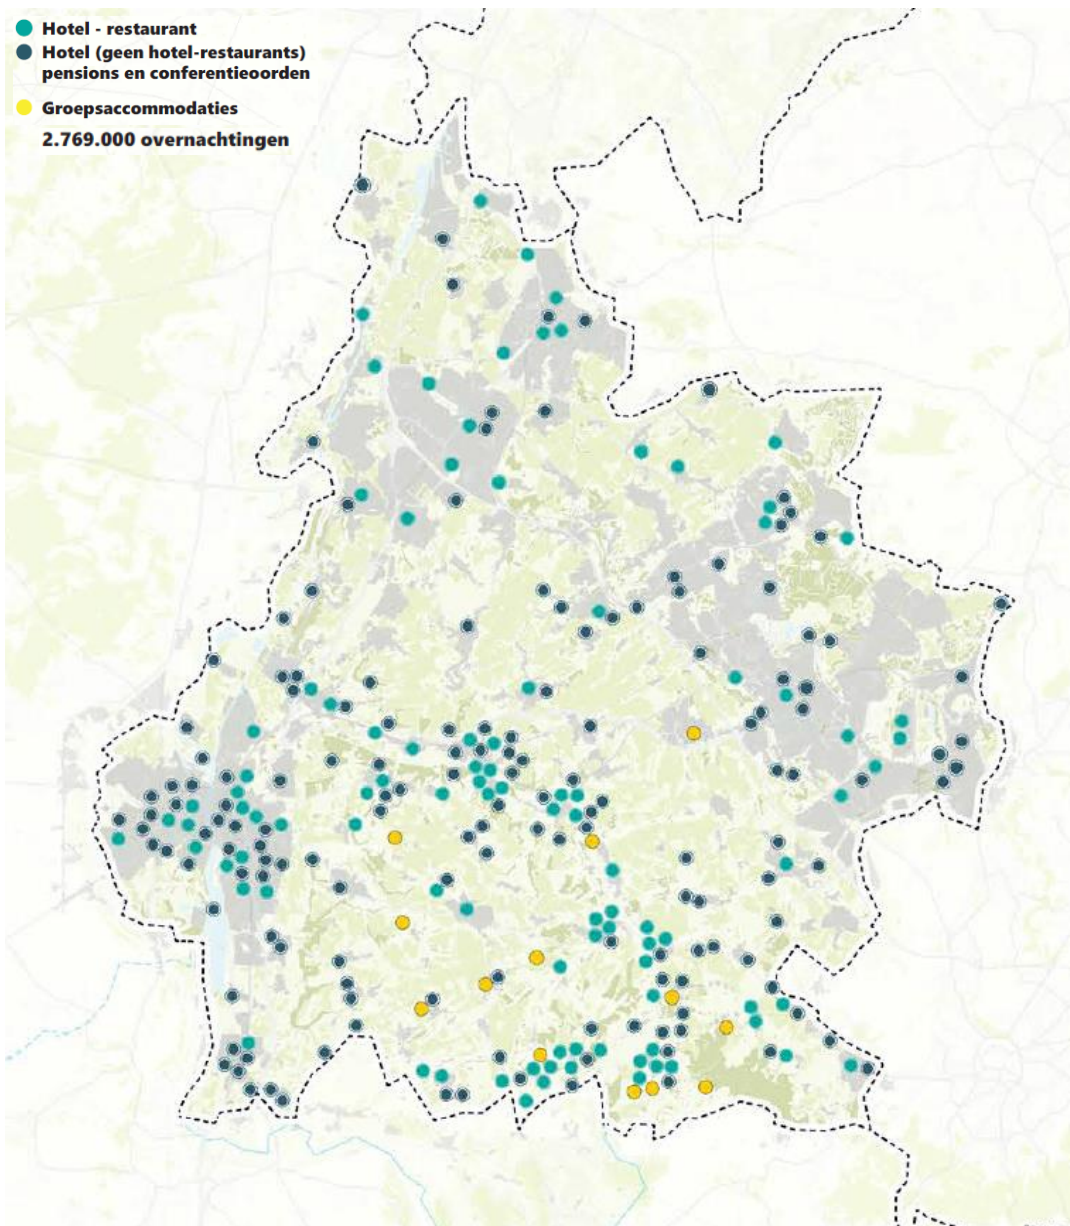 Hotel - restaurant
Hotel (geen hotel-restaurants)
pensions en conferentieoorden
Groepsaccommodaties
2.769.000 overnachtingen